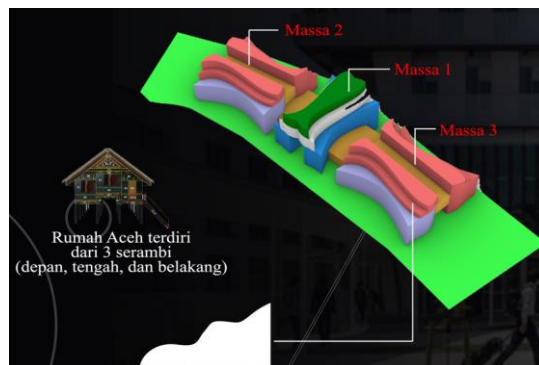 Massa 2
Massa 1
Massa 3
Rumah Aceh terdiri
dari 3 serambi
(depan, tengah, dan belakang)